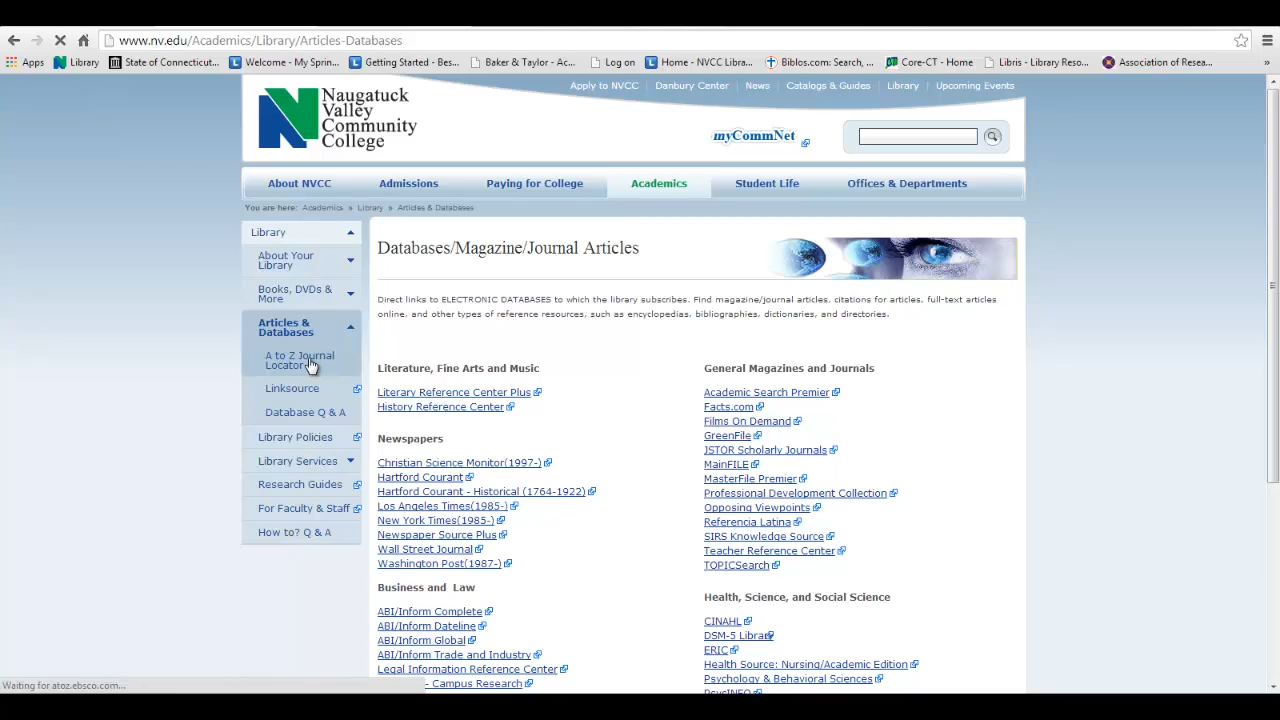 www.nv.edu/Academics/Library/Articles-Databases
Apps Library State of Connecticut... Welcome - My Sprin... Getting Started - Bes... Baker & Taylor - Ac... Log on Home - NVCC Libra... Biblos.com: Search, ... Core-CT - Home Libris - Library Reso... Association of Resea... »
Apply to NVCC Danbury Center News Catalogs & Guides Library Upcoming Events
Naugatuck
Valley
Community
College
myCommNet
About NVCC Admissions Paying for College Academics Student Life Offices & Departments
You are here: Academics » Library » Articles & Databases
Library
About Your
Library
Books, DVDs &
More
Articles &
Databases
A to Z Journal
Locator
Linksource
Database Q & A
Library Policies
Library Services
Research Guides
For Faculty & Staff
How to? Q & A
Databases/Magazine/Journal Articles
Direct links to ELECTRONIC DATABASES to which the library subscribes. Find magazine/journal articles, citations for articles, full-text articles
online, and other types of reference resources, such as encyclopedias, bibliographies, dictionaries, and directories.
Literature, Fine Arts and Music
Literary Reference Center Plus
History Reference Center
Newspapers
Christian Science Monitor(1997-)
Hartford Courant
Hartford Courant - Historical (1764-1922)
Los Angeles Times(1985-)
New York Times(1985-)
Newspaper Source Plus
Wall Street Journal
Washington Post(1987-)
Business and Law
ABI/Inform Complete
ABI/Inform Dateline
ABI/Inform Global
ABI/Inform Trade and Industry
Legal Information Reference Center
- Campus Research
General Magazines and Journals
Academic Search Premier
Facts.com
Films On Demand
GreenFile
JSTOR Scholarly Journals
MainFILE
MasterFile Premier
Professional Development Collection
Opposing Viewpoints
Referencia Latina
SIRS Knowledge Source
Teacher Reference Center
TOPICSearch
Health, Science, and Social Science
CINAHL
DSM-5 Library
ERIC
Health Source: Nursing/Academic Edition
Psychology & Behavioral Sciences
PsycINFO
Waiting for atoz.ebsco.com...